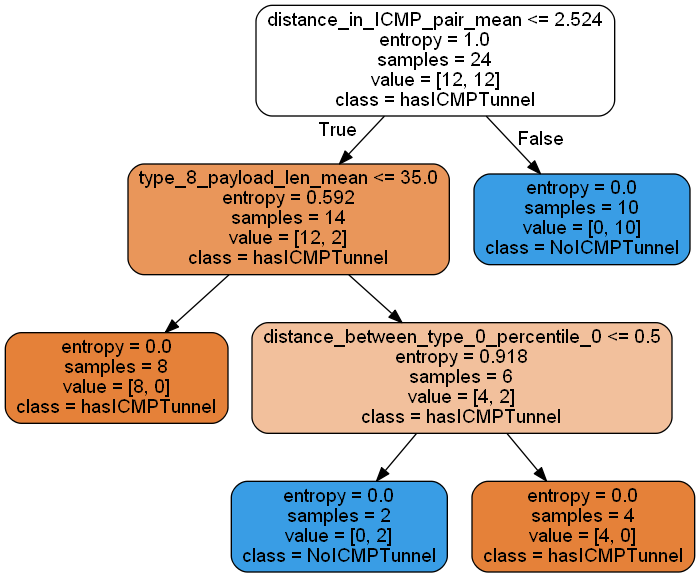 distance_in_ICMP_pair_mean <= 2.524
entropy = 1.0
samples = 24
value = [12, 12]
class = hasICMPTunnel
True
False
type_8_payload_len_mean <= 35.0
entropy = 0.592
samples = 14
value = [12, 2]
class = hasICMPTunnel
entropy = 0.0
samples = 10
value = [0, 10]
class = NoICMPTunnel
entropy = 0.0
samples = 8
value = [8, 0]
class = hasICMPTunnel
distance_between_type_0_percentile_0 <= 0.5
entropy = 0.918
samples = 6
value = [4, 2]
class = hasICMPTunnel
entropy = 0.0
samples = 2
value = [0, 2]
class = NoICMPTunnel
entropy = 0.0
samples = 4
value = [4, 0]
class = hasICMPTunnel